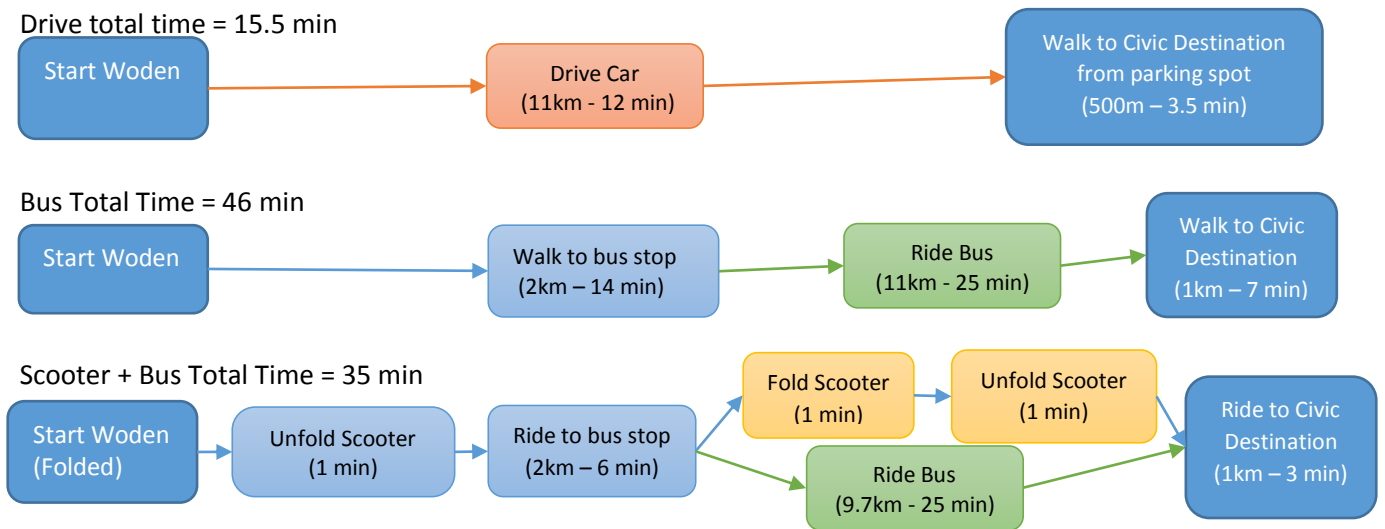 Drive total time = 15.5 min
Start Woden
Drive Car
(11km - 12 min)
Walk to Civic Destination
from parking spot
(500m – 3.5 min)
Bus Total Time = 46 min
Start Woden
Walk to bus stop
(2km – 14 min)
Ride Bus
(11km - 25 min)
Walk to Civic
Destination
(1km – 7 min)
Scooter + Bus Total Time = 35 min
Start Woden
(Folded)
Unfold Scooter
(1 min)
Ride to bus stop
(2km – 6 min)
Fold Scooter
(1 min)
Unfold Scooter
(1 min)
Ride Bus
(9.7km - 25 min)
Ride to Civic
Destination
(1km – 3 min)